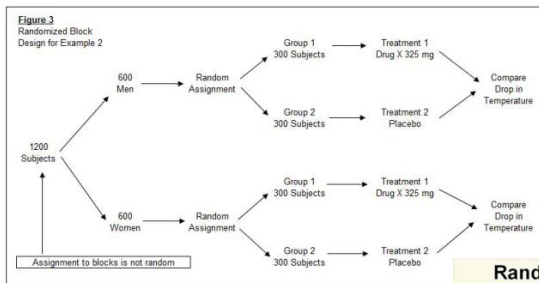 Figure 3
Randomized Block
Design for Example 2
600
Men
Random
Assignment
Group 1
300 Subjects
Treatment 1
Drug X 325 mg
Group 2
300 Subjects
Treatment 2
Placebo
Compare
Drop in
Temperature
1200
Subjects
600
Women
Random
Assignment
Group 1
300 Subjects
Treatment 1
Drug X 325 mg
Group 2
300 Subjects
Treatment 2
Placebo
Compare
Drop in
Temperature
Assignment to blocks is not random
Rand